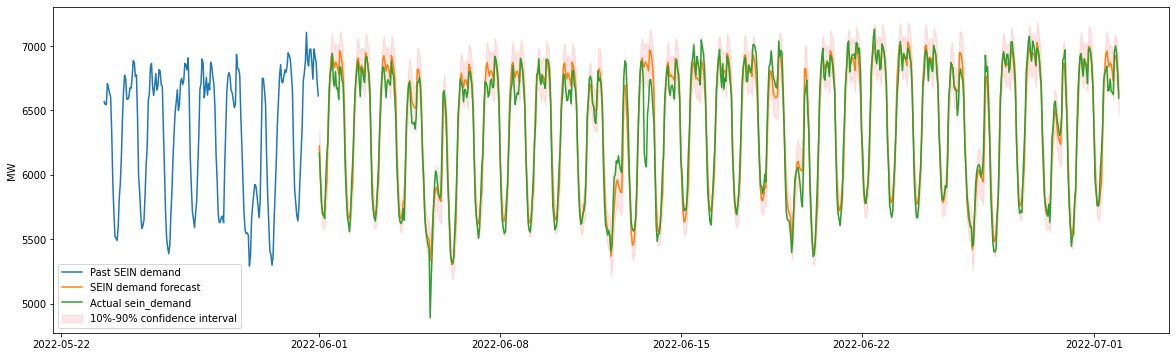 7000
6500
6000
5500
5000
MW
Past SEIN demand
SEIN demand forecast
Actual sein_demand
10%-90% confidence interval
2022-05-22
2022-06-01
2022-06-08
2022-06-15
2022-06-22
2022-07-01